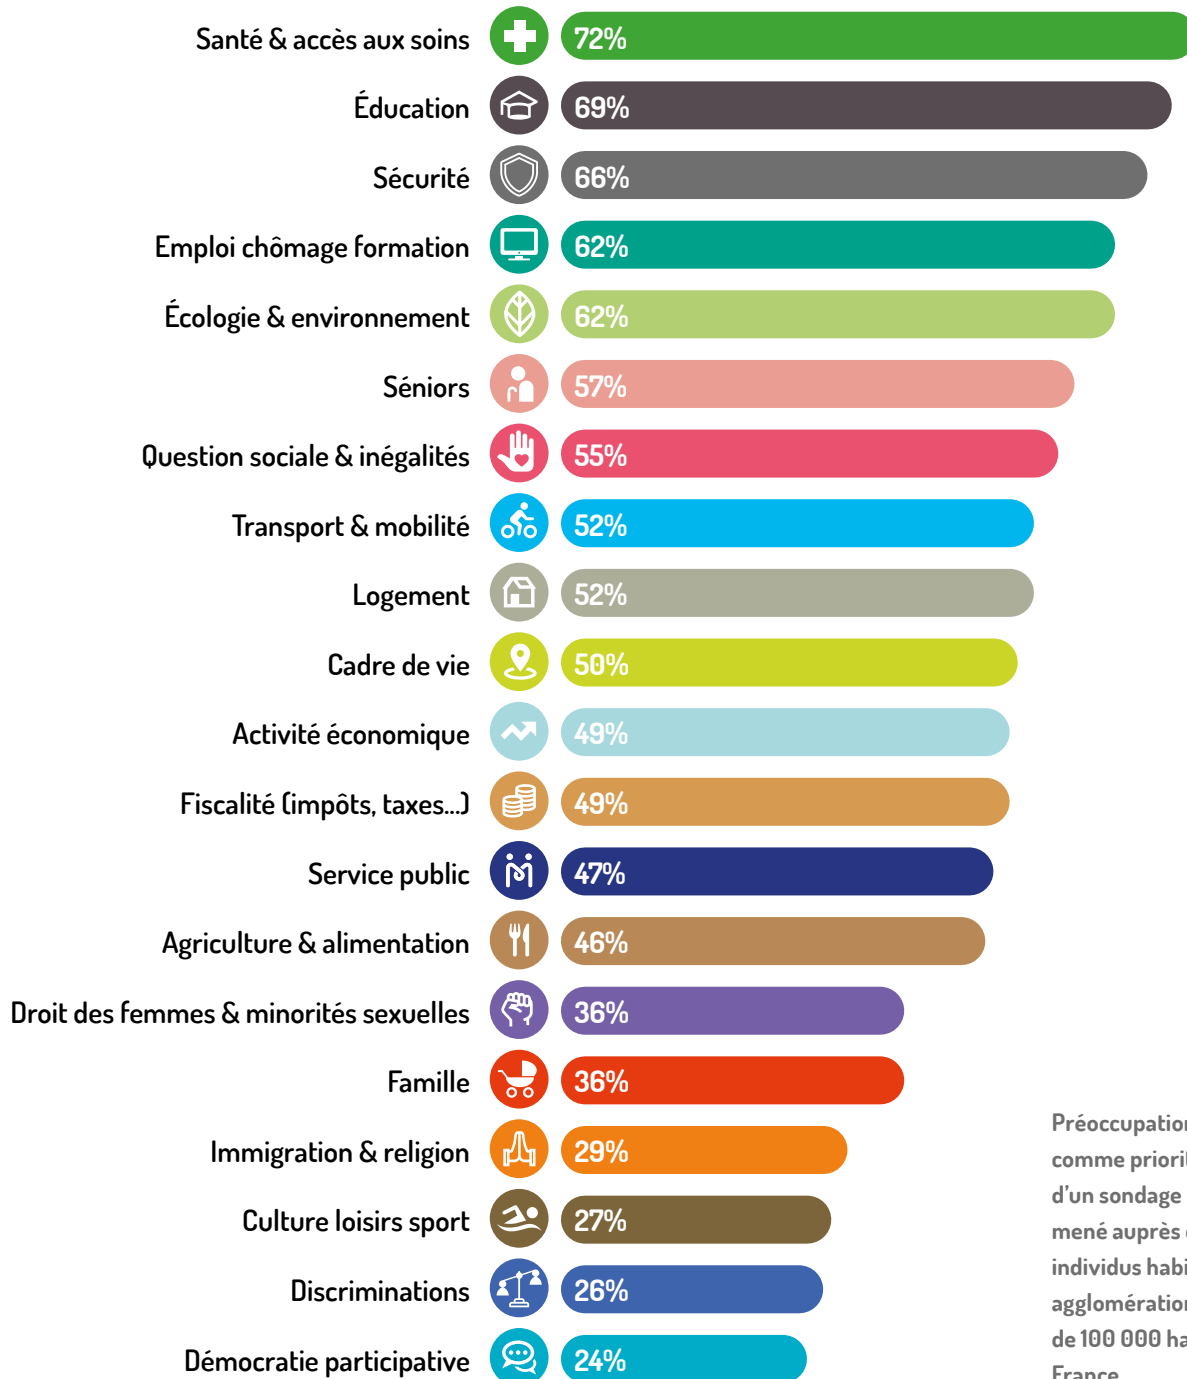 Santé & accès aux soins 72%
Éducation 69%
Sécurité 66%
Emploi chômage formation 62%
Écologie & environnement 62%
Séniors 57%
Question sociale & inégalités 55%
Transport & mobilité 52%
Logement 52%
Cadre de vie 50%
Activité économique 49%
Fiscalité (impôts, taxes...) 49%
Service public 47%
Agriculture & alimentation 46%
Droit des femmes & minorités sexuelles 36%
Famille 36%
Immigration & religion 29%
Culture loisirs sport 27%
Discriminations 26%
Démocratie participative 24%
comme
d'un sondage
mené auprès
individus
de 100 000
France